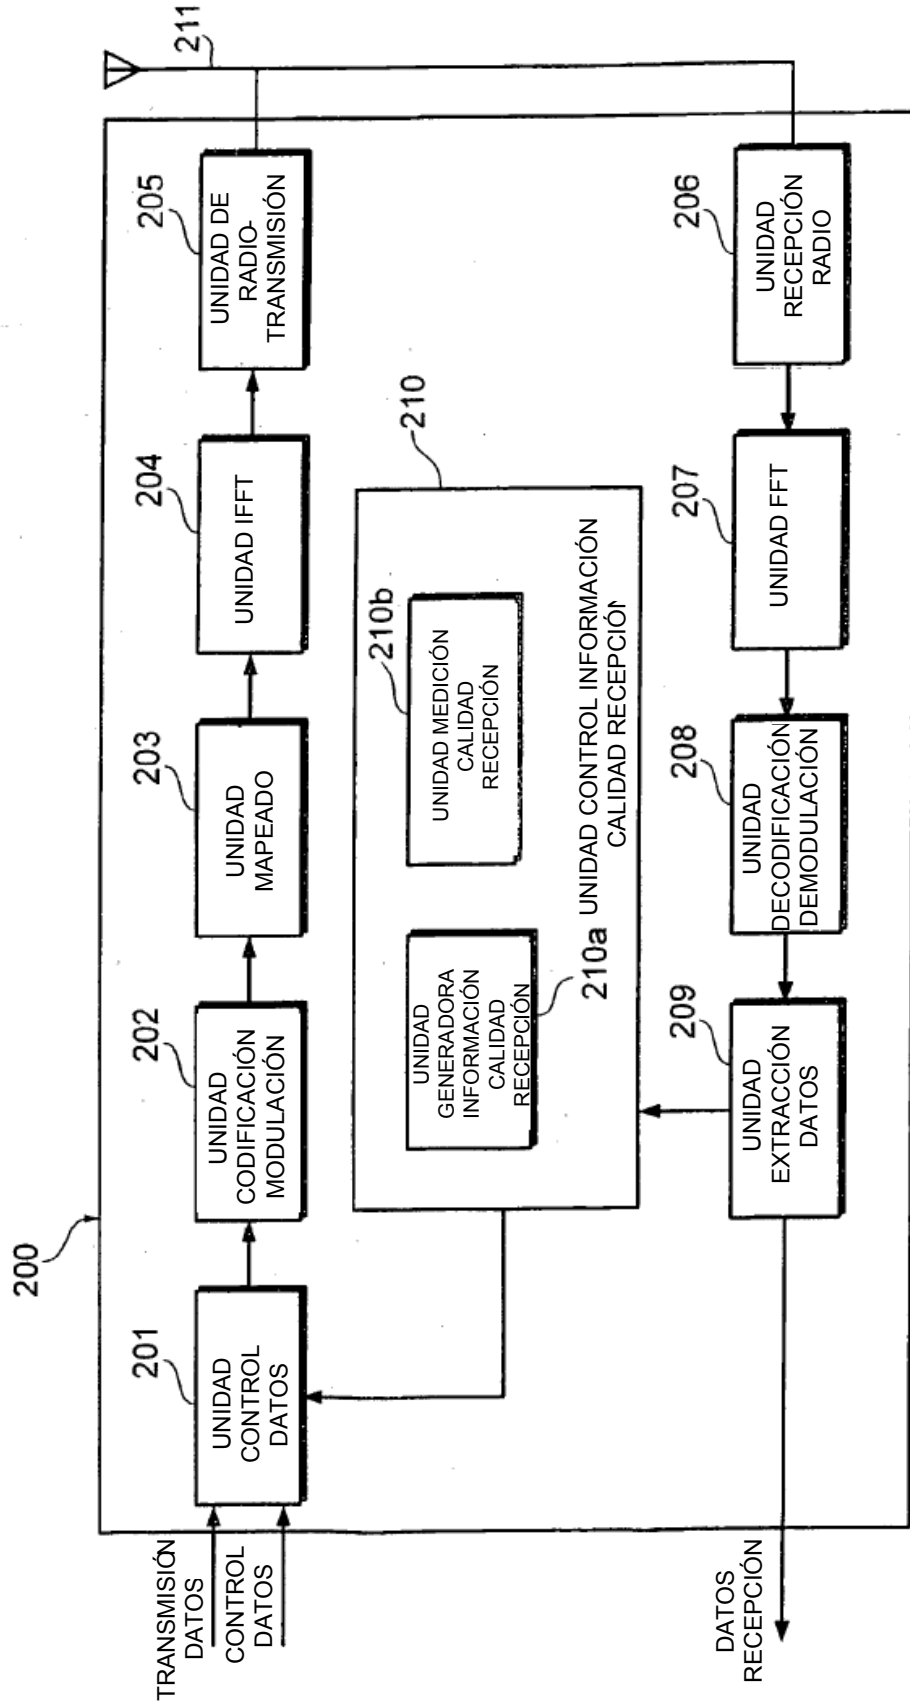 200
TRANSMISIÓN
DATOS
CONTROL
DATOS
201
UNIDAD
CONTROL
DATOS
202
UNIDAD
CODIFICACIÓN
MODULACIÓN
203
UNIDAD
MAPEADO
204
UNIDAD IFFT
205
UNIDAD DE
RADIO-
TRANSMISIÓN
211
210
210b
UNIDAD
GENERADORA
INFORMACIÓN
CALIDAD
RECEPCIÓN
210a
UNIDAD MEDICIÓN
CALIDAD
RECEPCIÓN
UNIDAD CONTROL INFORMACIÓN
CALIDAD RECEPCIÓN
209
UNIDAD
EXTRACCIÓN
DATOS
208
UNIDAD
DECODIFICACIÓN
DEMODULACIÓN
207
UNIDAD FFT
206
UNIDAD
RECEPCIÓN
RADIO
DATOS
RECEPCIÓN